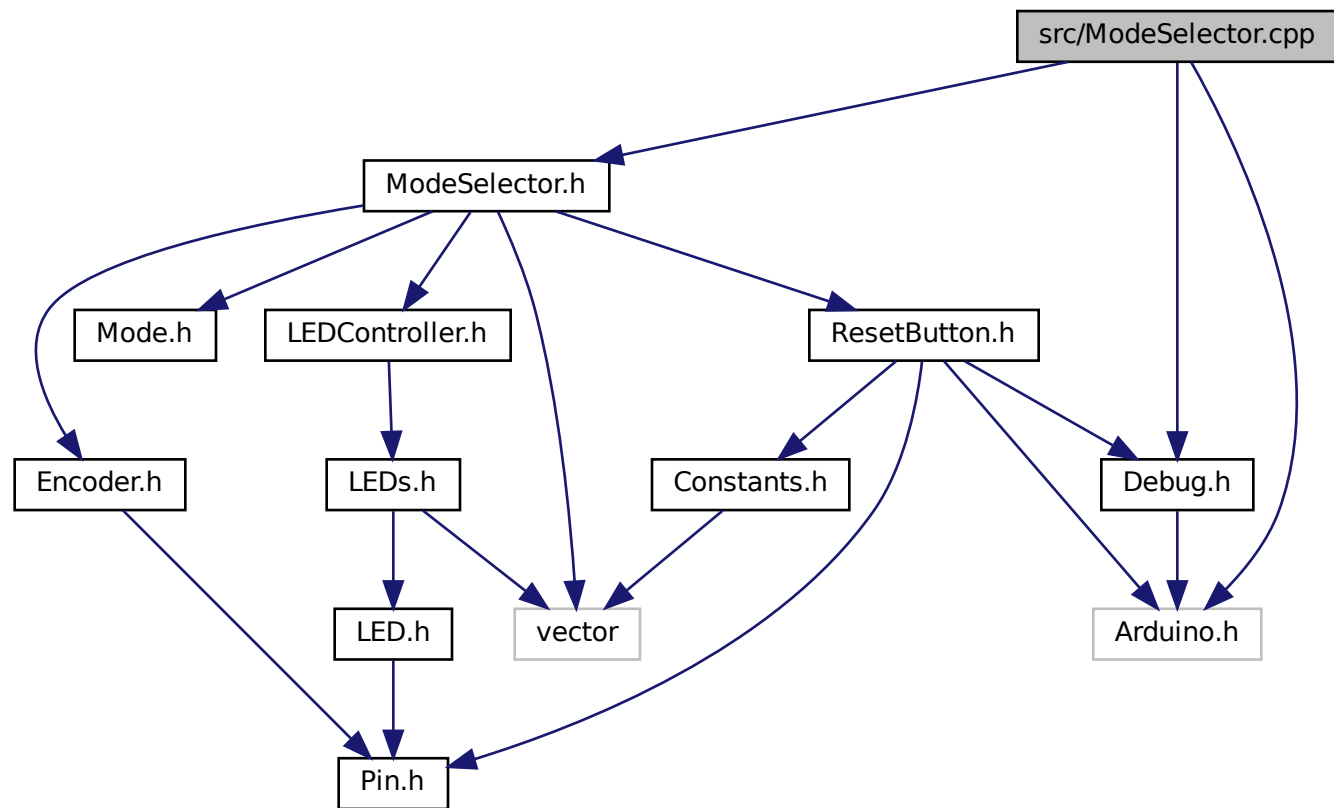 src/ModeSelector.cpp
ModeSelector.h
Mode.h
LEDController.h
ResetButton.h
Encoder.h
LEDs.h
Constants.h
Debug.h
LED.h
vector
Arduino.h
Pin.h